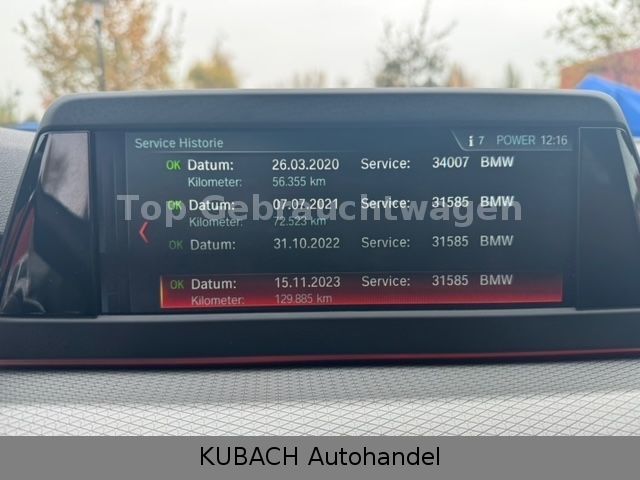 Service Historie
i 7 POWER 12:16
OK Datum: 26.03.2020 Service: 34007 BMW
Kilometer: 56.355 km
OK Datum: 07.07.2021 Service: 31585 BMW
Top Gebrauchtwagen
Kilometer: 72.523 km
OK Datum: 31.10.2022 Service: 31585 BMW
OK Datum: 15.11.2023 Service: 31585 BMW
Kilometer: 129.885 km
KUBACH Autohandel